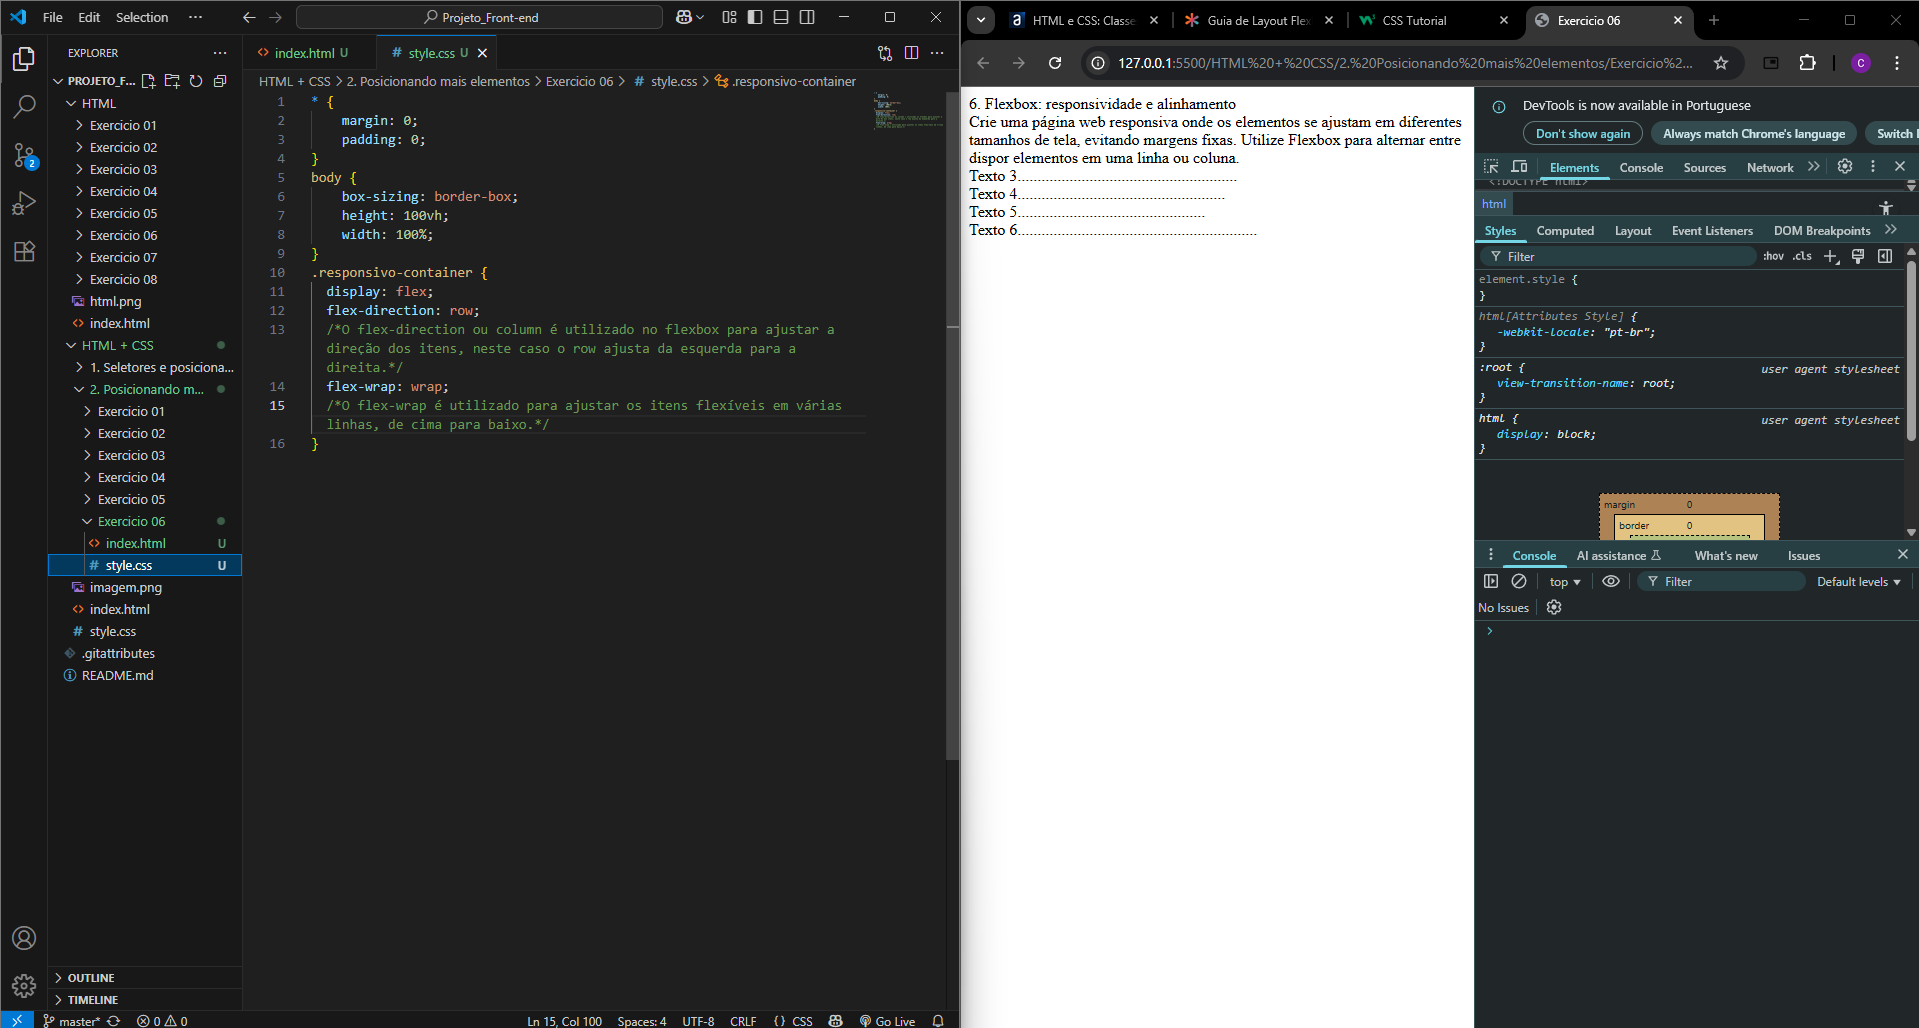 File Edit Selection ···
Projeto_Front-end
EXPLORER ···
PROJETO_F...
HTML
Exercicio 01
Exercicio 02
Exercicio 03
Exercicio 04
Exercicio 05
Exercicio 06
Exercicio 07
Exercicio 08
html.png
index.html
HTML + CSS
1. Seletores e posiciona...
2. Posicionando m...
Exercicio 01
Exercicio 02
Exercicio 03
Exercicio 04
Exercicio 05
Exercicio 06
index.html U
# style.css U
imagem.png
index.html
# style.css
.gitattributes
README.md
OUTLINE
TIMELINE
2
index.html U
# style.css U
HTML + CSS > 2. Posicionando mais elementos > Exercicio 06 > # style.css > .responsivo-container
1 * {
2 margin: 0;
3 padding: 0;
4 }
5 body {
6 box-sizing: border-box;
7 height: 100vh;
8 width: 100%;
9 }
10 .responsivo-container {
11 display: flex;
12 flex-direction: row;
13 /*O flex-direction ou column é utilizado no flexbox para ajustar a
direção dos itens, neste caso o row ajusta da esquerda para a
direita.*/
14 flex-wrap: wrap;
15 /*O flex-wrap é utilizado para ajustar os itens flexíveis em várias
linhas, de cima para baixo.*/
16 }
master* 0 0 Ln 15, Col 100 Spaces: 4 UTF-8 CRLF {} CSS Go Live
HTML e CSS: Classe
Guia de Layout Flex
CSS Tutorial
Exercicio 06
127.0.0.1:5500/HTML%20+%20CSS/2.%20Posicionando%20mais%20elementos/Exercicio%2...
C
6. Flexbox: responsividade e alinhamento
Crie uma página web responsiva onde os elementos se ajustam em diferentes
tamanhos de tela, evitando margens fixas. Utilize Flexbox para alternar entre
dispor elementos em uma linha ou coluna.
Texto 3.......................................................
Texto 4....................................................
Texto 5...............................................
Texto 6............................................................
DevTools is now available in Portuguese
Don't show again Always match Chrome's language Switch
Elements Console Sources Network
<!DOCTYPE html>
html
Styles Computed Layout Event Listeners DOM Breakpoints
Filter :hov .cls
element.style {
}
html[Attributes Style] {
-webkit-locale: "pt-br";
}
:root { user agent stylesheet
view-transition-name: root;
}
html { user agent stylesheet
display: block;
}
margin 0
border 0
Console AI assistance What's new Issues
top Filter Default levels
No Issues